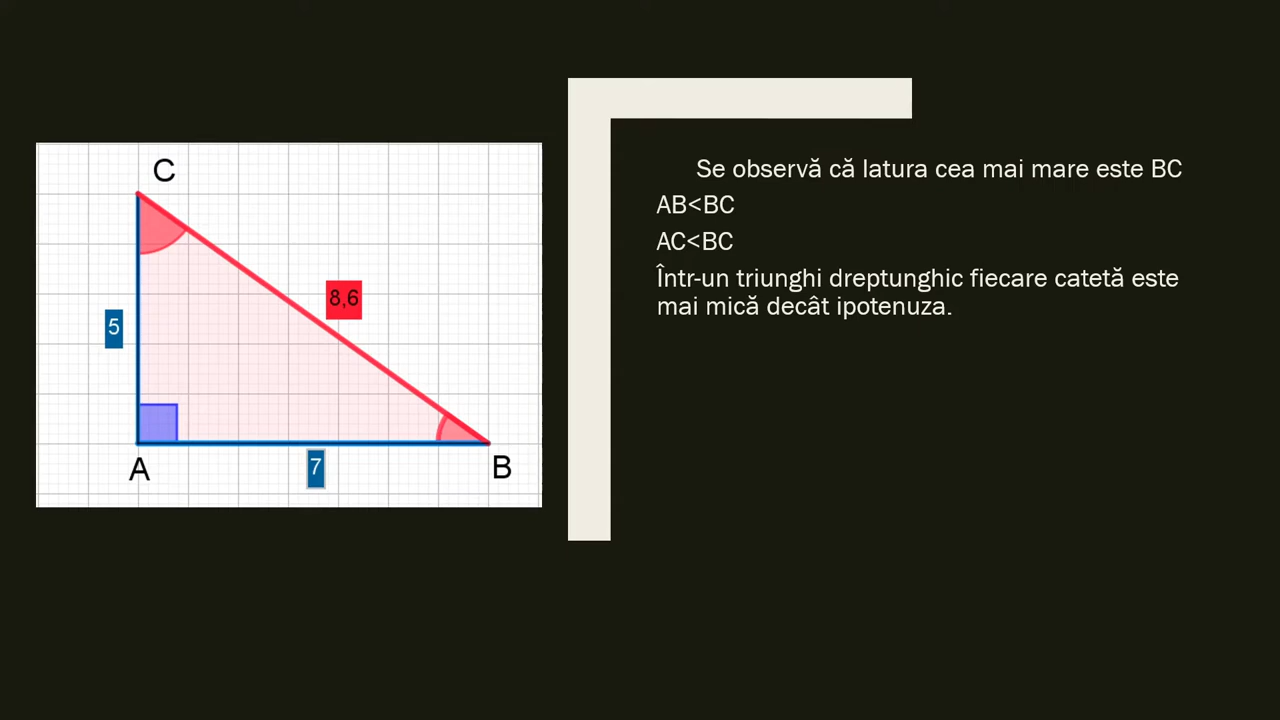 C
Se observă că latura cea mai mare este BC
AB<BC
AC<BC
Într-un triunghi dreptunghic fiecare catetă este
mai mică decât ipotenuza.
8,6
5
A
7
B